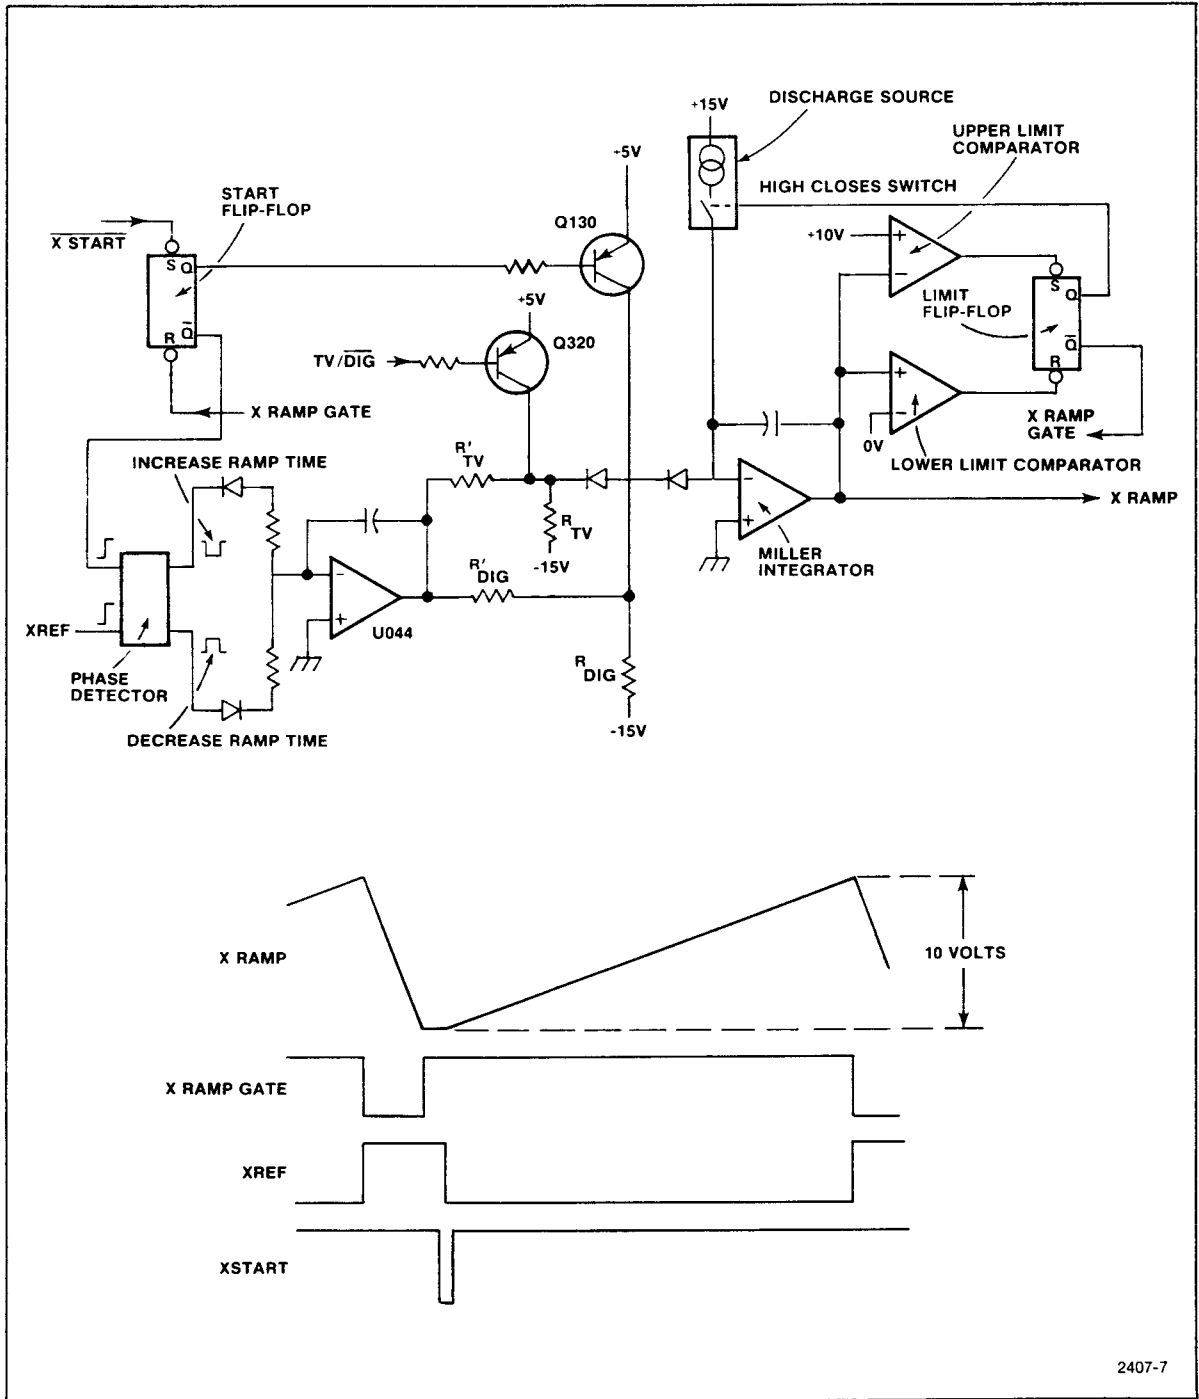 +15V
DISCHARGE SOURCE
UPPER LIMIT
COMPARATOR
+5V
START
FLIP-FLOP
HIGH CLOSES SWITCH
Q130
X START
+10V
+
-
S Q
Q
R
+5V
Q320
S
Q
LIMIT
FLIP-FLOP
Q
R
TV/DIG
X RAMP GATE
+
-
0V
X RAMP
GATE
LOWER LIMIT COMPARATOR
INCREASE RAMP TIME
R'
TV
R
TV
-15V
-
+
X RAMP
MILLER
INTEGRATOR
R'
DIG
-
+
U044
XREF
PHASE
DETECTOR
R
DIG
-15V
DECREASE RAMP TIME
X RAMP
10 VOLTS
X RAMP GATE
XREF
XSTART
2407-7